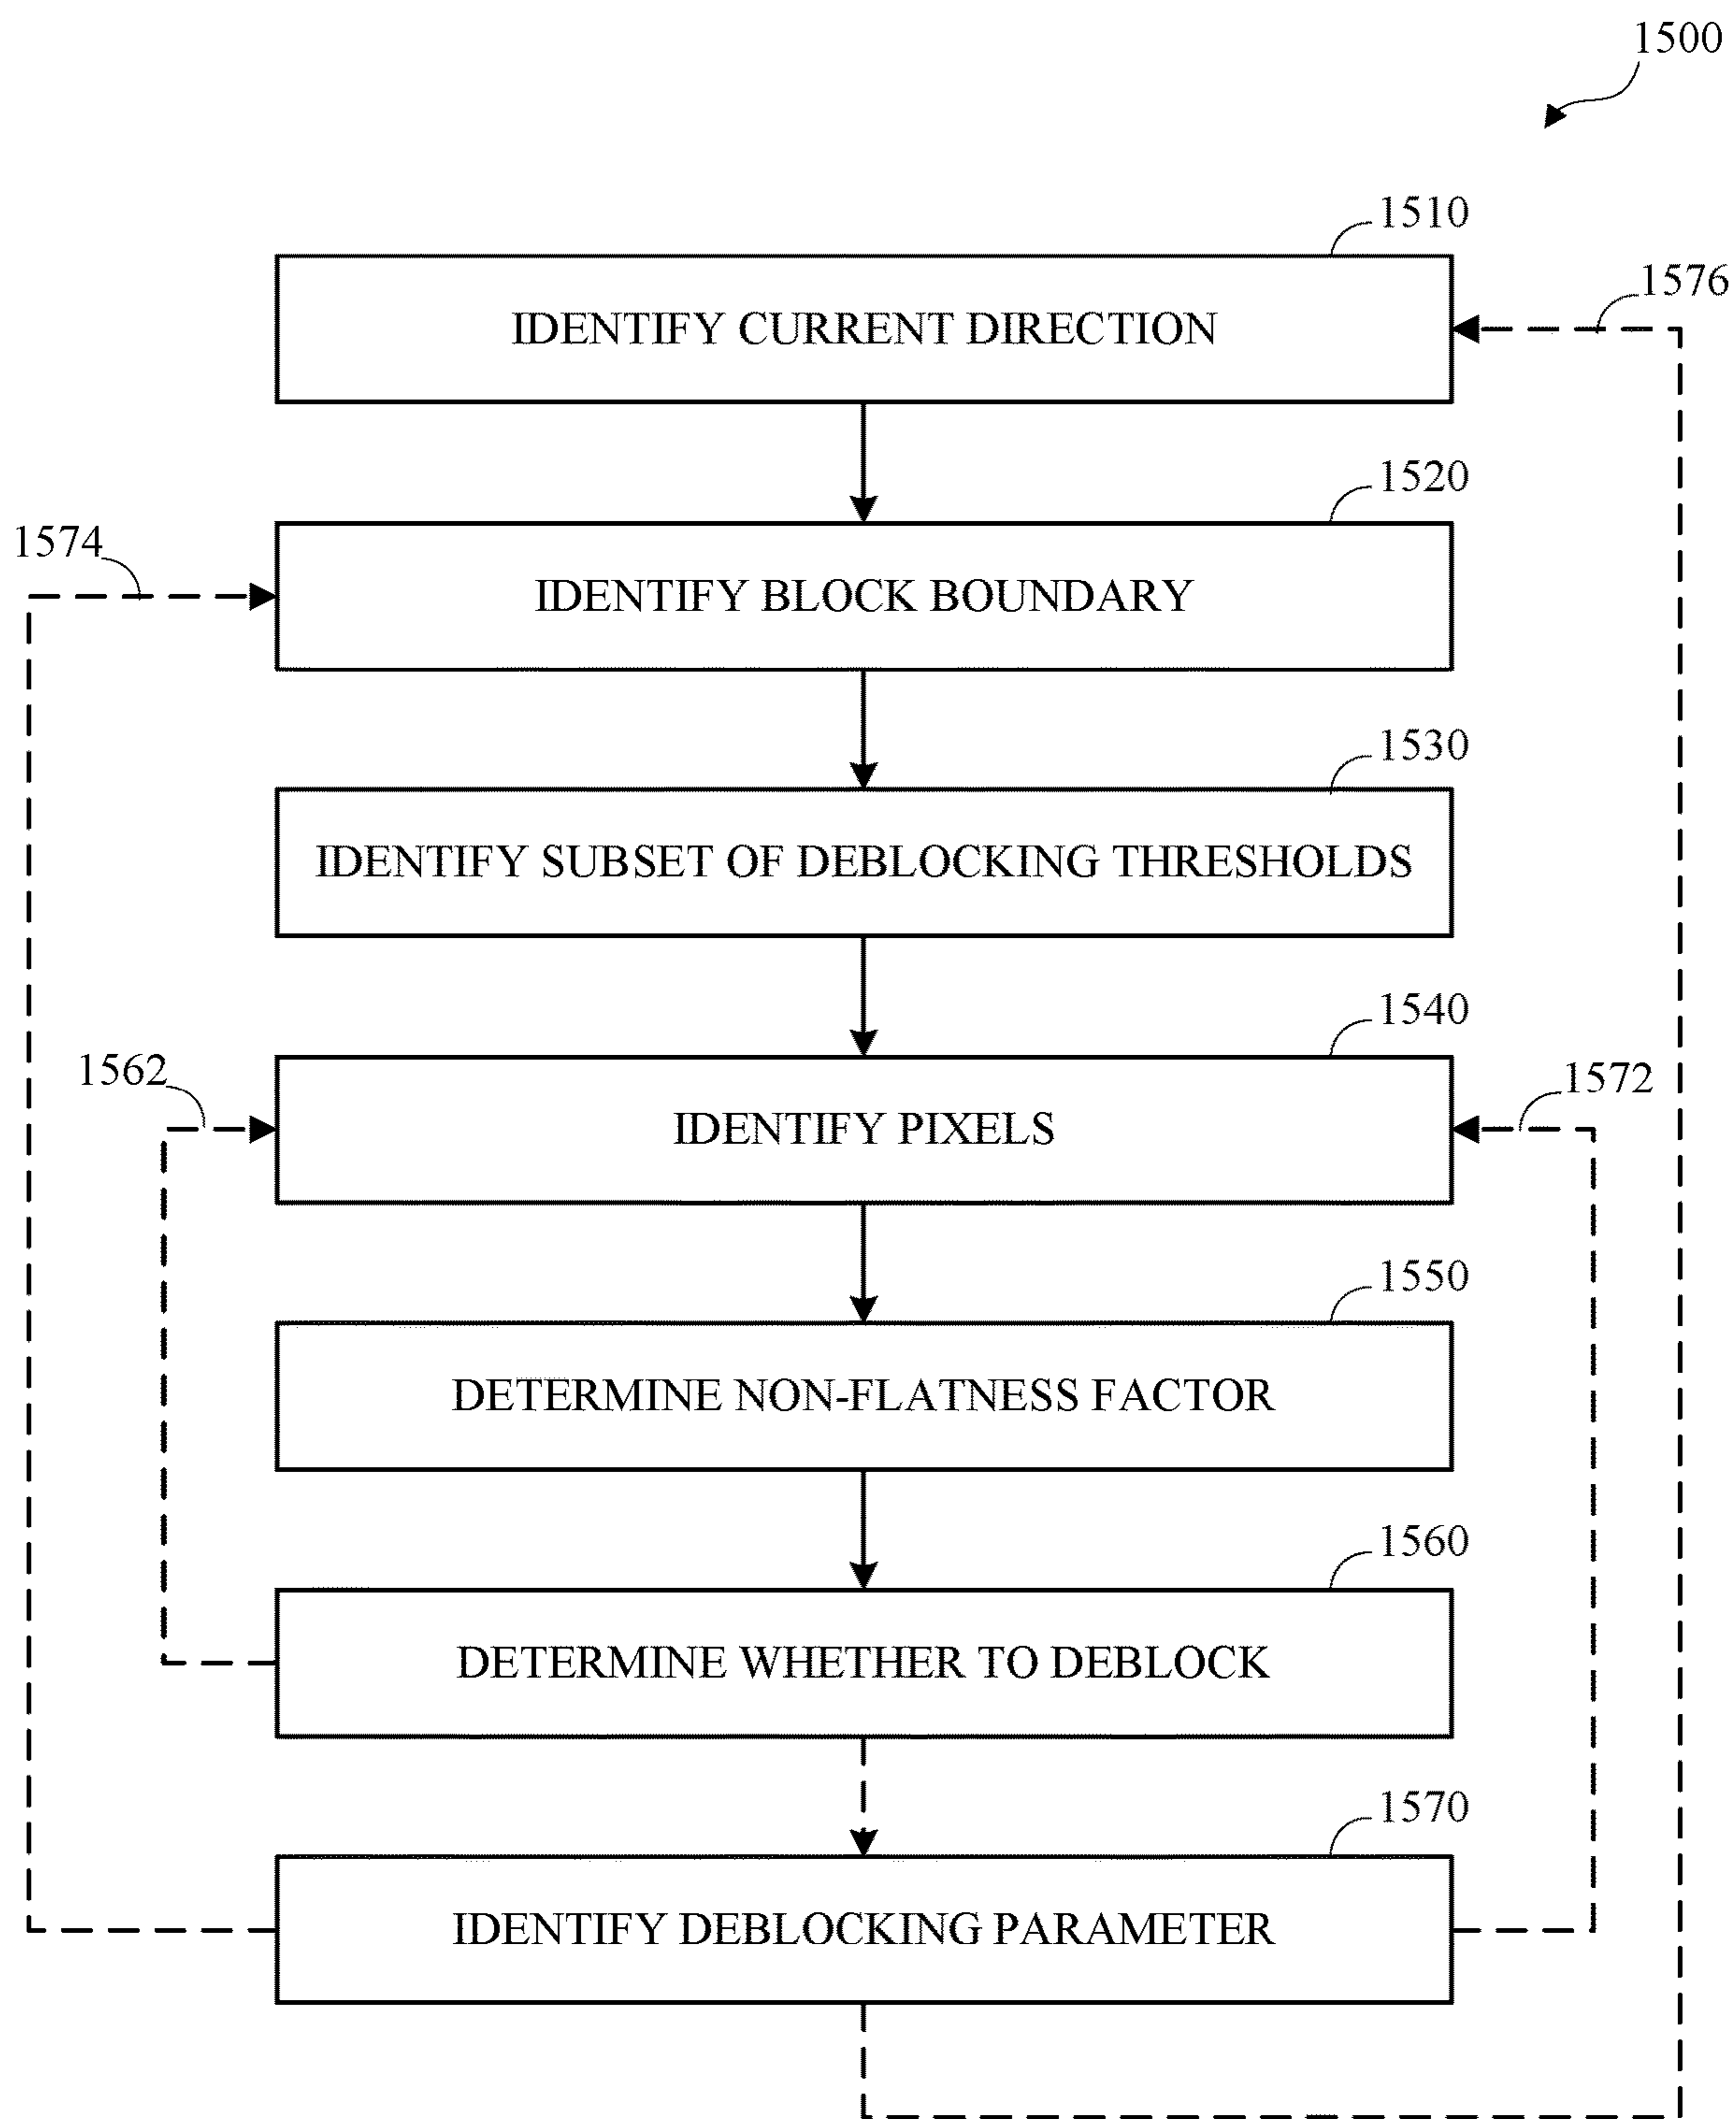 1500
1510
IDENTIFY CURRENT DIRECTION
1576
1520
IDENTIFY BLOCK BOUNDARY
1574
1530
IDENTIFY SUBSET OF DEBLOCKING THRESHOLDS
1540
IDENTIFY PIXELS
1562
1572
1550
DETERMINE NON-FLATNESS FACTOR
1560
DETERMINE WHETHER TO DEBLOCK
1570
IDENTIFY DEBLOCKING PARAMETER